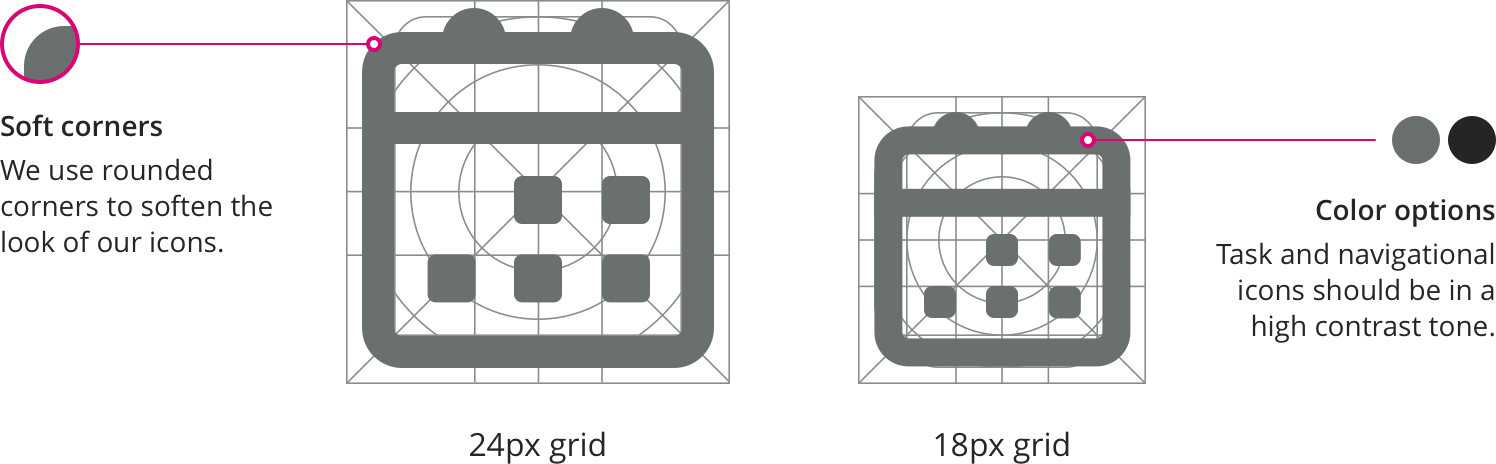 Soft corners
We use rounded
corners to soften the
look of our icons.
Color options
Task and navigational
icons should be in a
high contrast tone.
24px grid
18px grid